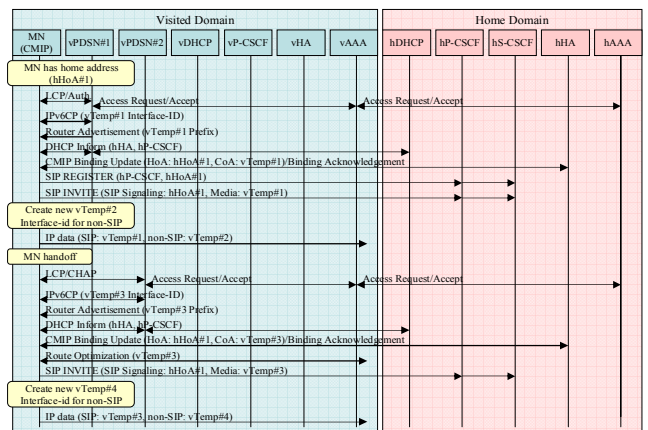 Visited Domain
Home Domain
MN
(CMIP)
vPDSN#1
vPDSN#2
vDHCP
vP-CSCF
vHA
vAAA
hDHCP
hP-CSCF
hS-CSCF
hHA
hAAA
MN has home address
(hHoA#1)
LCP/Auth
Access Request/Accept
Access Request/Accept
IPv6CP (vTemp#1 Interface-ID)
Router Advertisement (vTemp#1 Prefix)
DHCP Inform (hHA, hP-CSCF)
CMIP Binding Update (HoA: hHoA#1, CoA: vTemp#1)/Binding Acknowledgement
SIP REGISTER (hP-CSCF, hHoA#1)
SIP INVITE (SIP Signaling: hHoA#1, Media: vTemp#1)
Create new vTemp#2
Interface-id for non-SIP
IP data (SIP: vTemp#1, non-SIP: vTemp#2)
MN handoff
LCP/CHAP
Access Request/Accept
Access Request/Accept
IPv6CP (vTemp#3 Interface-ID)
Router Advertisement (vTemp#3 Prefix)
DHCP Inform (hHA, hP-CSCF)
CMIP Binding Update (HoA: hHoA#1, CoA: vTemp#3)/Binding Acknowledgement
Route Optimization (vTemp#3)
SIP INVITE (SIP Signaling: hHoA#1, Media: vTemp#3)
Create new vTemp#4
Interface-id for non-SIP
IP data (SIP: vTemp#3, non-SIP: vTemp#4)